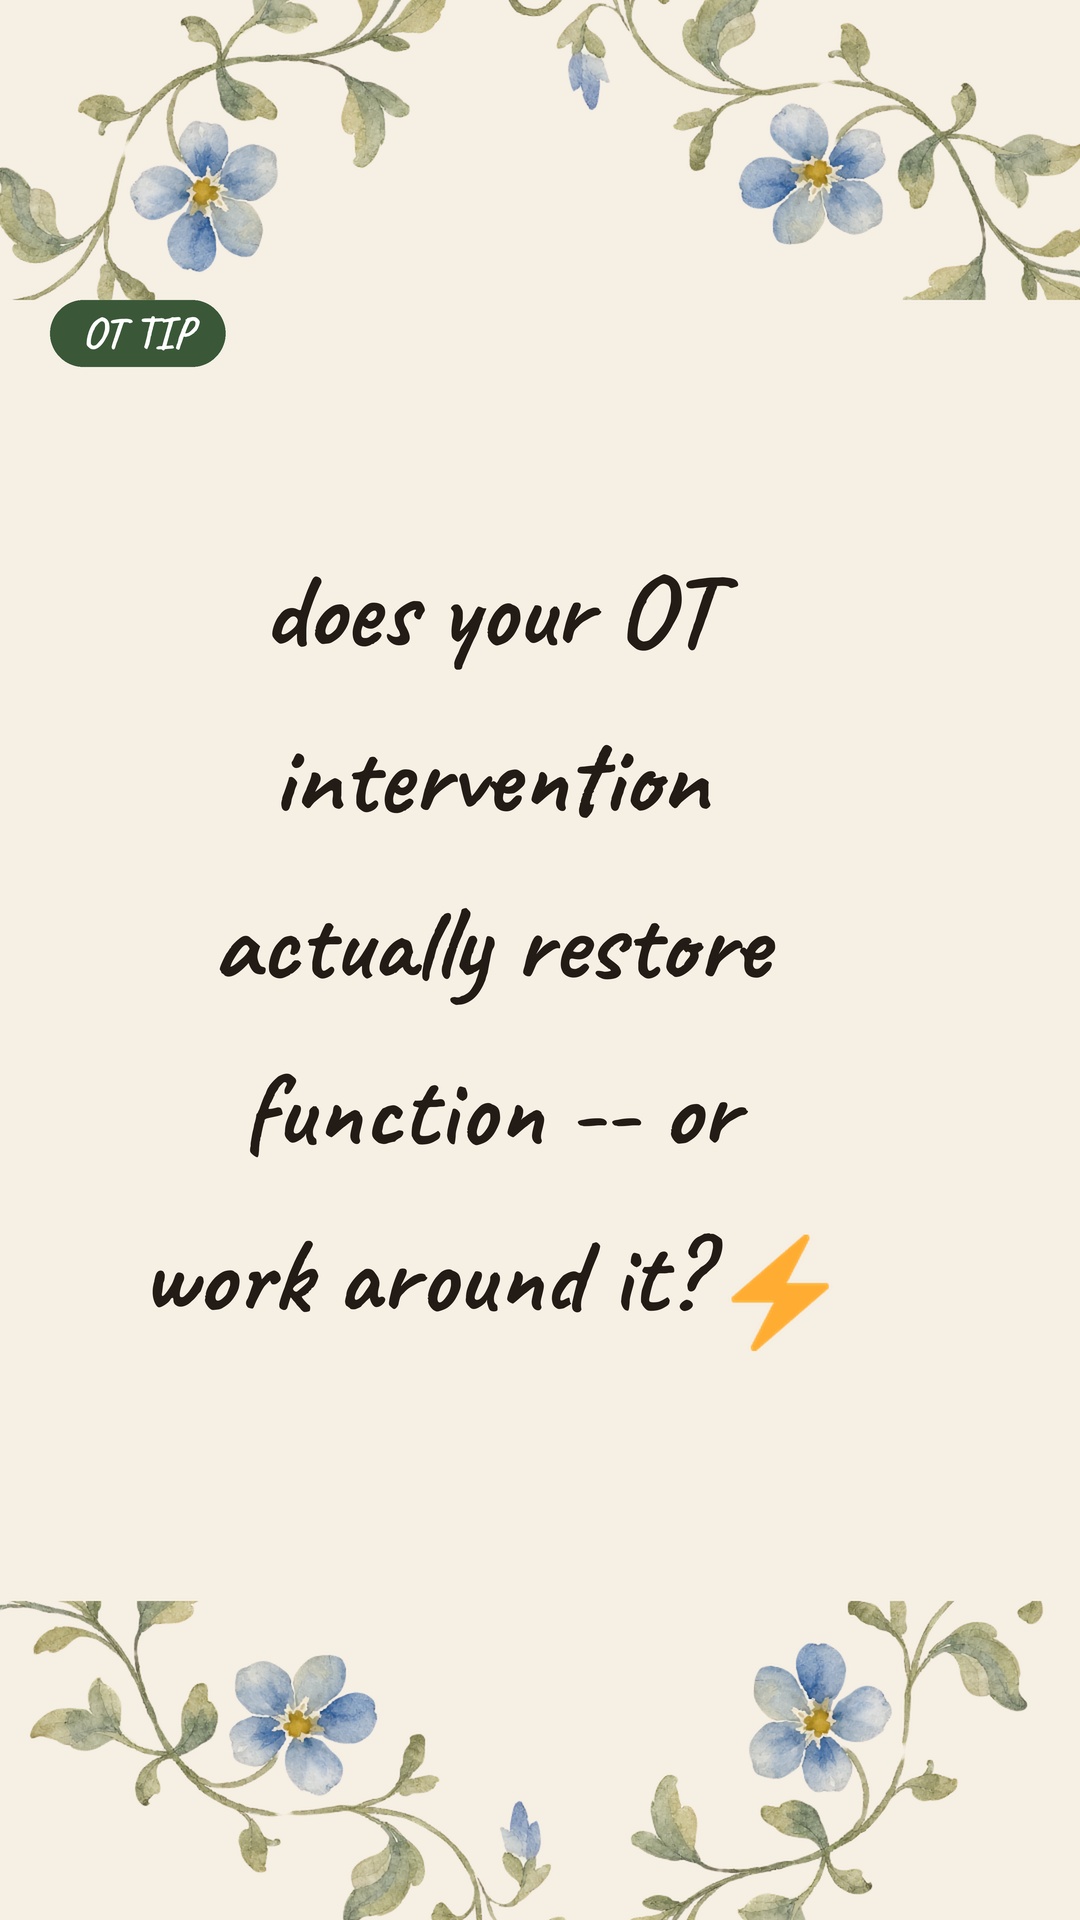 OT TIP
does your OT
intervention
actually restore
function -- or
work around it?⚡